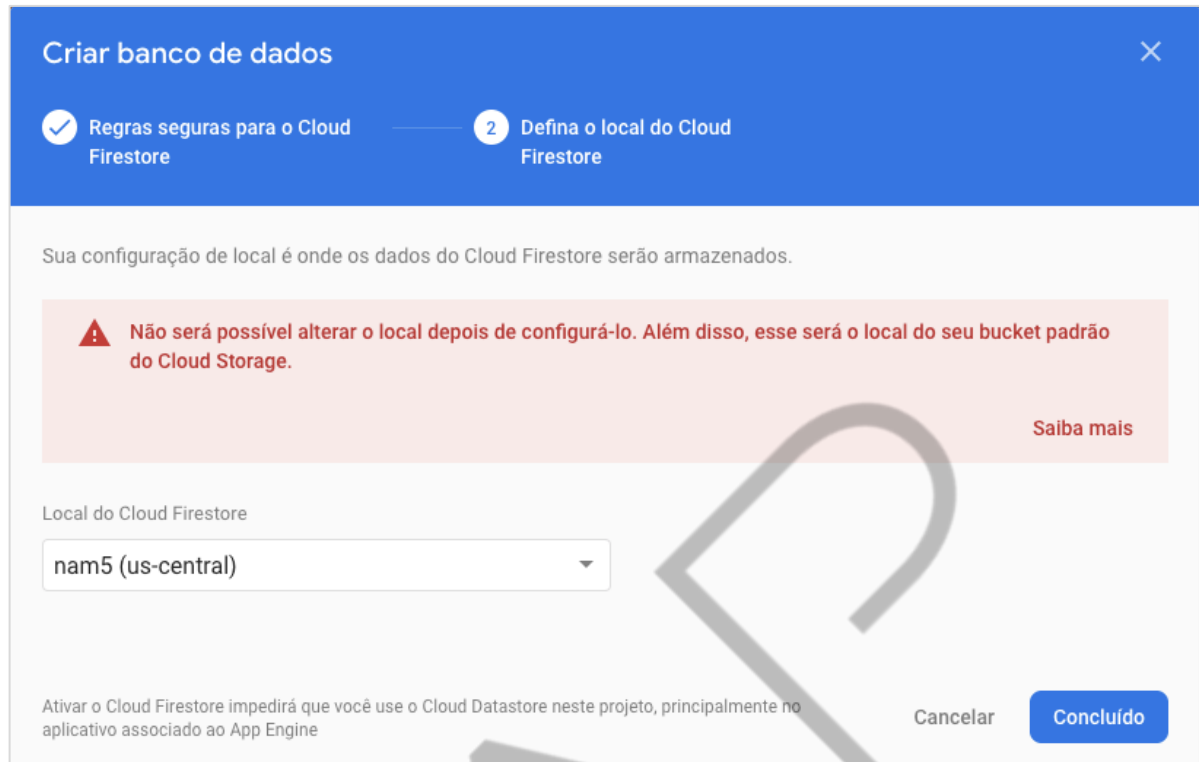 Criar banco de dados
Regras seguras para o Cloud
Firestore
2
Defina o local do Cloud
Firestore
Sua configuração de local é onde os dados do Cloud Firestore serão armazenados.
Não será possível alterar o local depois de configurá-lo. Além disso, esse será o local do seu bucket padrão
do Cloud Storage.
Saiba mais
Local do Cloud Firestore
nam5 (us-central)
Ativar o Cloud Firestore impedirá que você use o Cloud Datastore neste projeto, principalmente no
aplicativo associado ao App Engine
Cancelar
Concluído